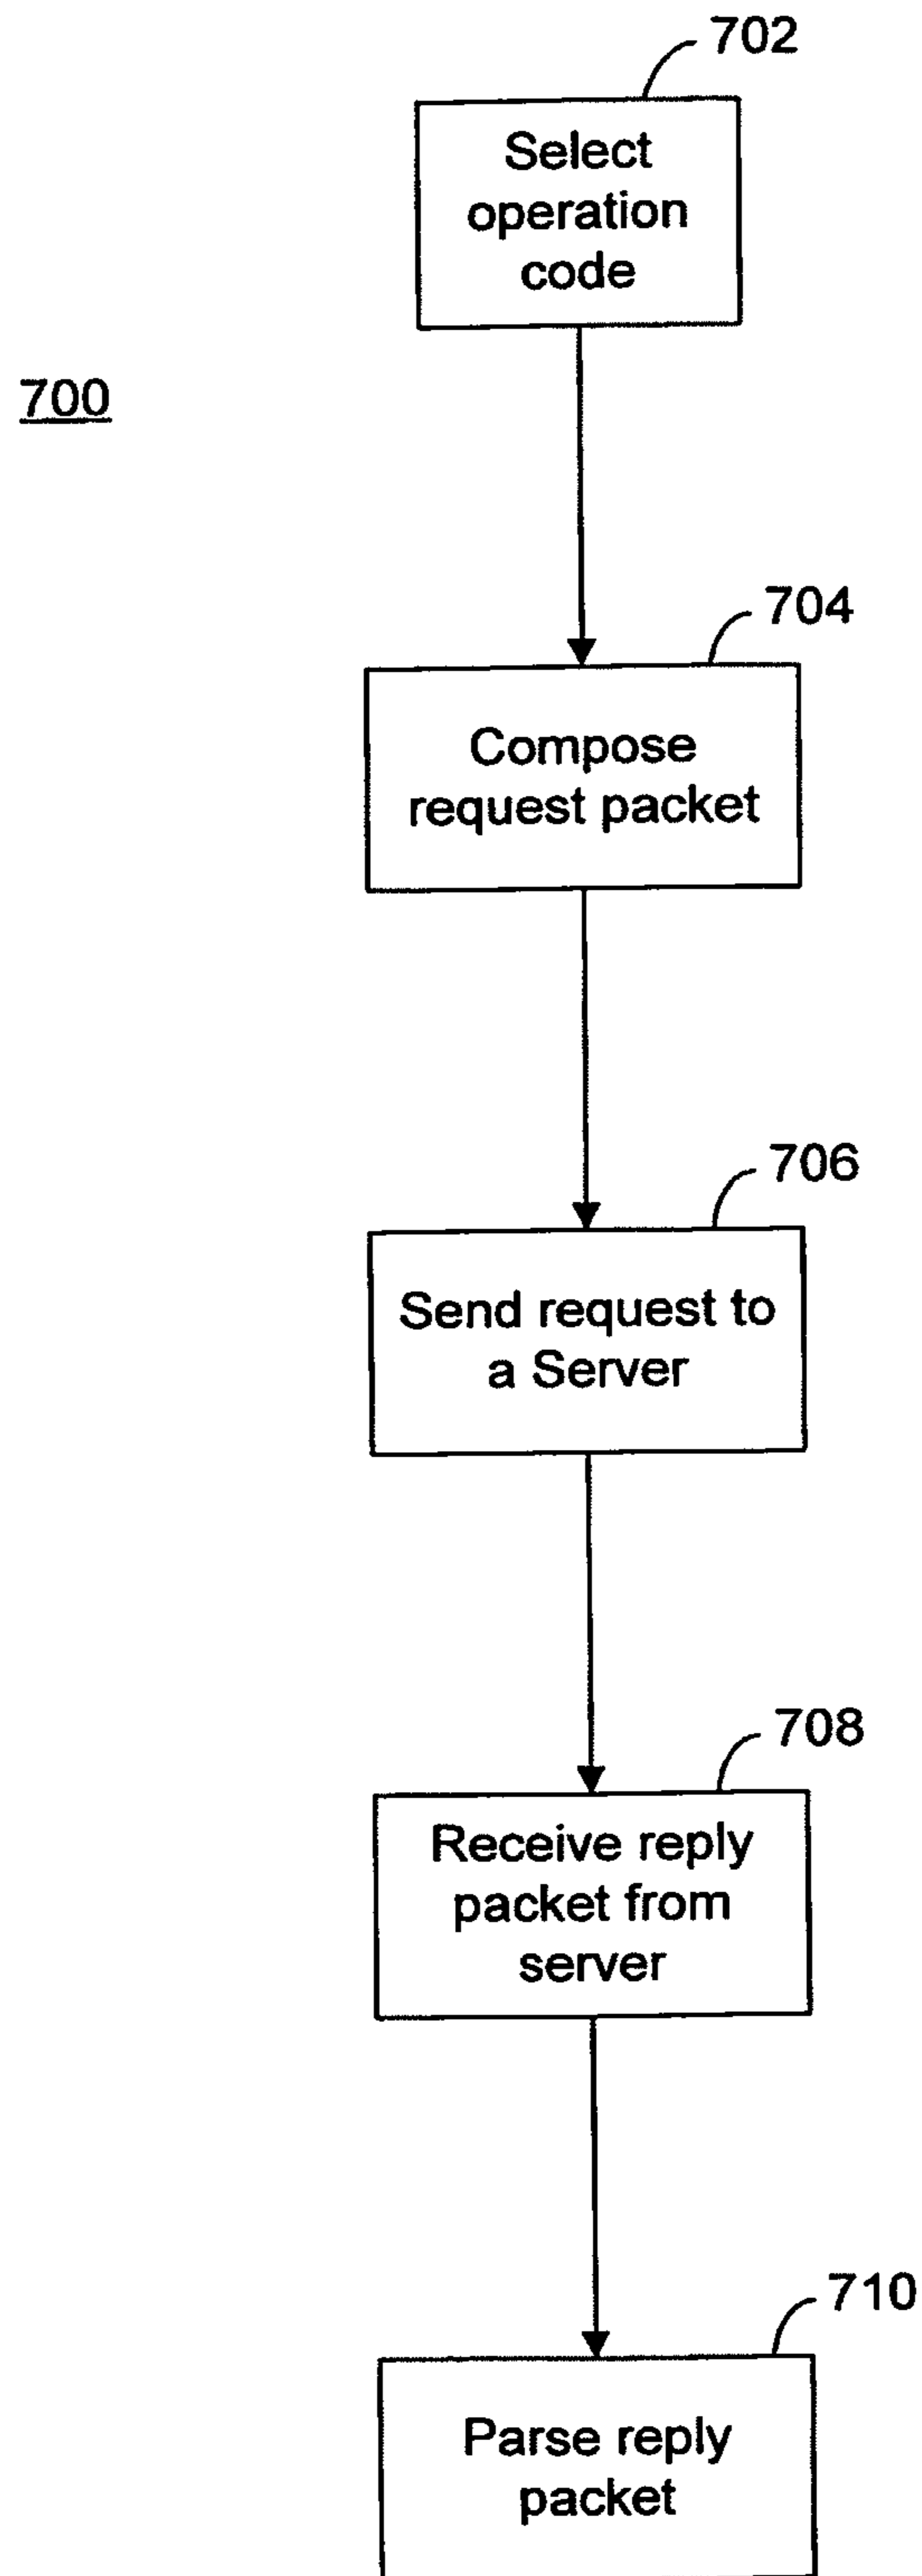 702
Select
operation
code
700
704
Compose
request packet
706
Send request to
a Server
708
Receive reply
packet from
server
710
Parse reply
packet